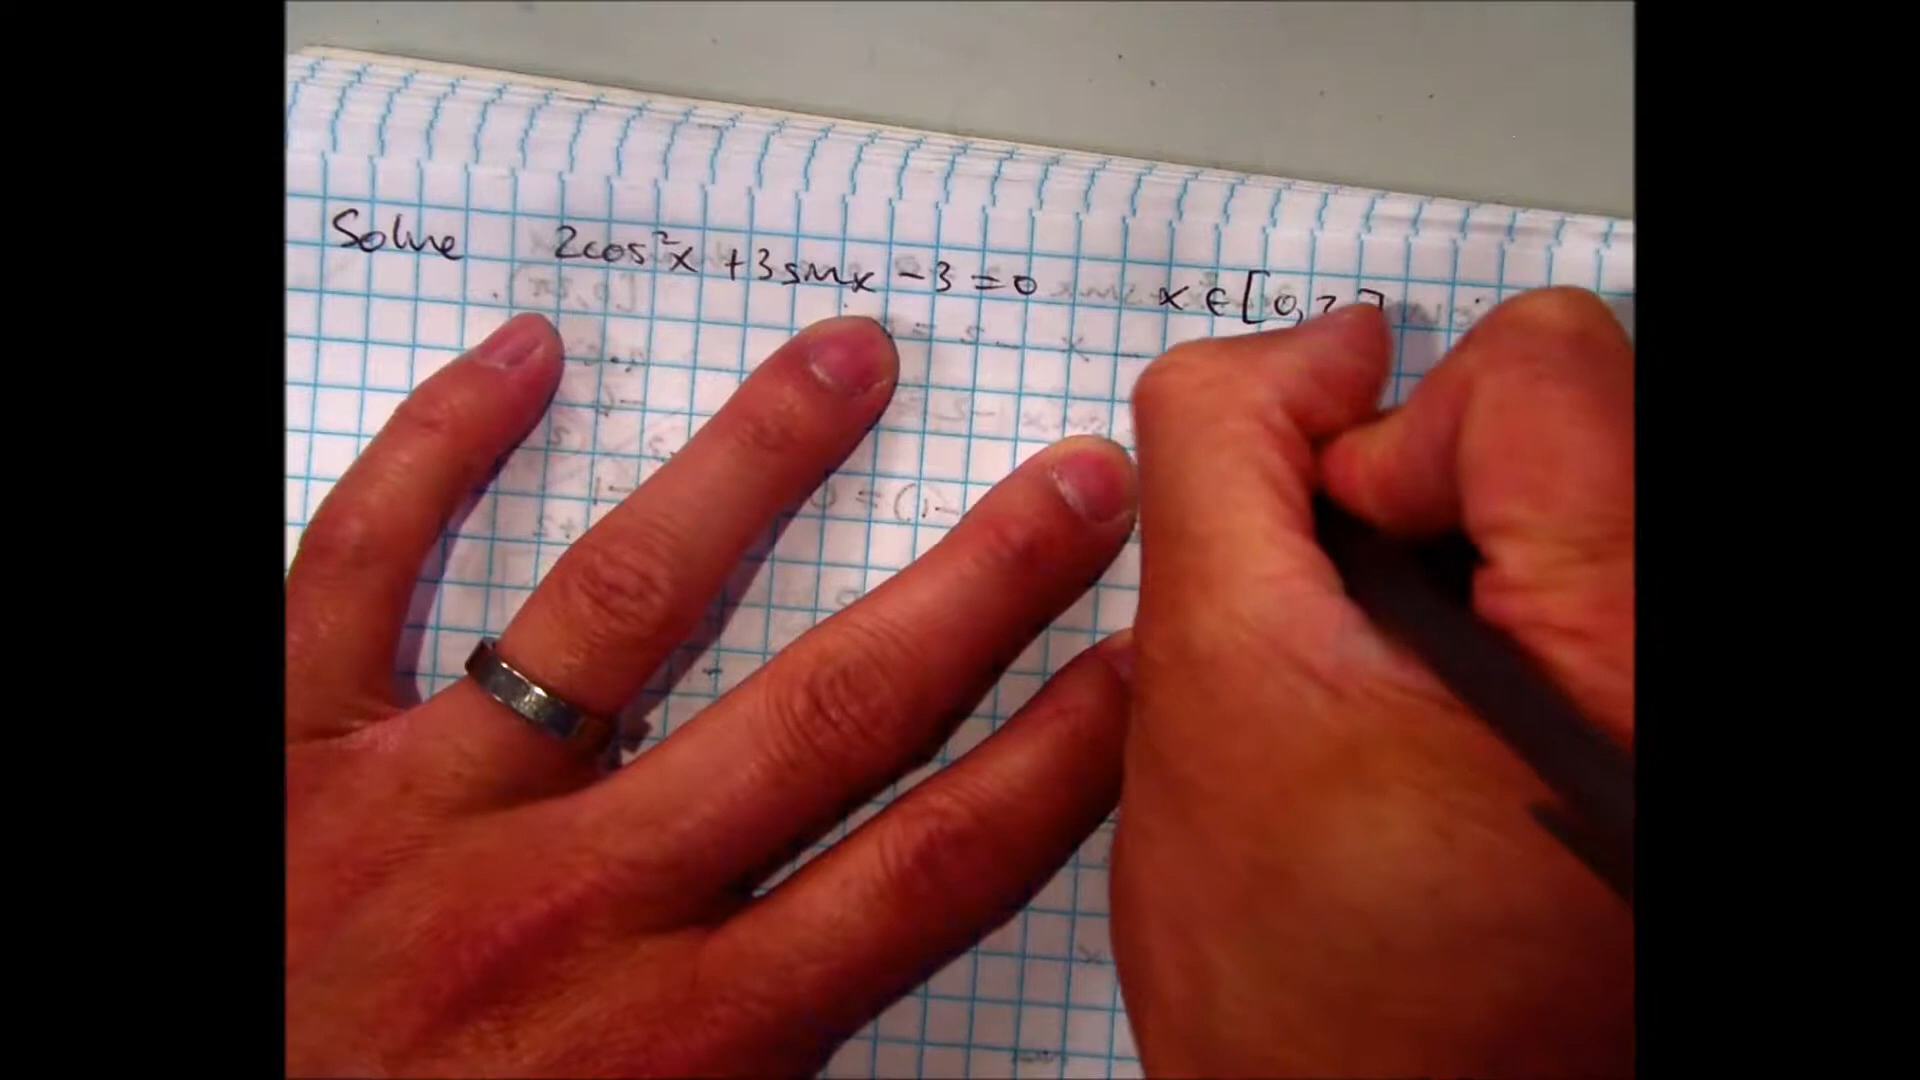 Solve 2cos²x + 3sinx - 3 = 0 x ∈ [0, 2